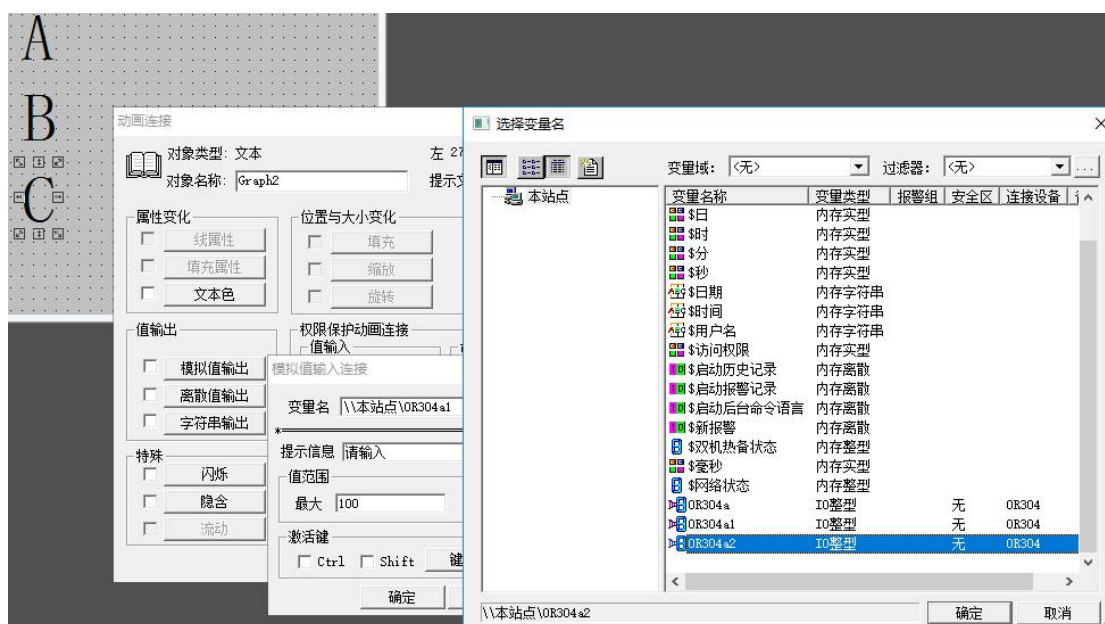 A
B
C
动画连接
对象类型: 文本
左 27
对象名称: Graph2
提示文
属性变化
线属性
填充属性
文本色
位置与大小变化
填充
缩放
旋转
值输出
模拟值输出
离散值输出
字符串输出
权限保护动画连接
值输入
特殊
闪烁
隐含
流动
模拟值输入连接
变量名 \\本站点\OR304a1
提示信息 请输入
值范围
最大 100
激活键
Ctrl Shift 键
确定
选择变量名
变量域: <无> 过滤器: <无> ...
本站点
变量名称 变量类型 报警组 安全区 连接设备
$日 内存实型
$时 内存实型
$分 内存实型
$秒 内存实型
$日期 内存字符串
$时间 内存字符串
$用户名 内存字符串
$访问权限 内存实型
$启动历史记录 内存离散
$启动报警记录 内存离散
$启动后台命令语言 内存离散
$新报警 内存离散
$双机热备状态 内存整型
$毫秒 内存实型
$网络状态 内存整型
OR304a IO整型 无 OR304
OR304a1 IO整型 无 OR304
OR304a2 IO整型 无 OR304
\\本站点\OR304a2
确定 取消